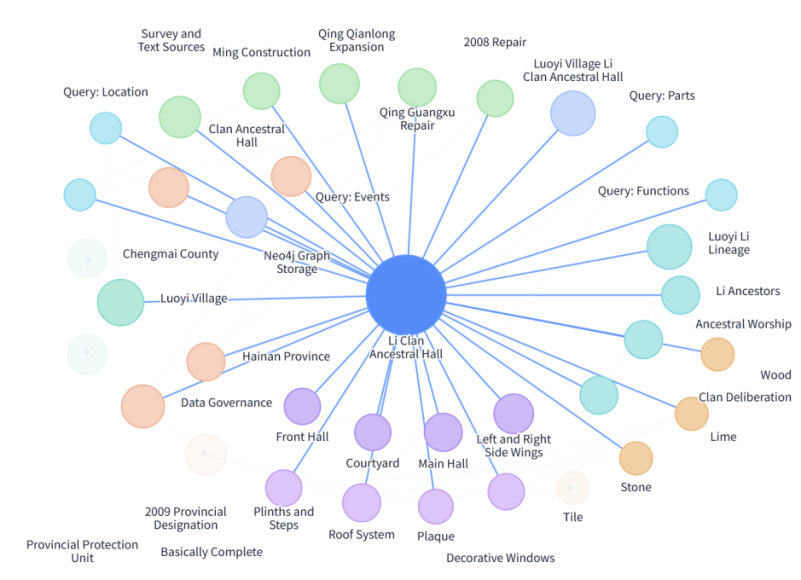 Survey and
Text Sources
Ming Construction
Qing Qianlong
Expansion
2008 Repair
Luoyi Village Li
Clan Ancestral Hall
Query: Location
Query: Parts
Qing Guangxu
Repair
Clan Ancestral
Hall
Query: Events
Query: Functions
Chengmai County
Neo4j Graph
Storage
Luoyi Li
Lineage
Luoyi Village
Li Ancestors
Ancestral Worship
Li Clan
Ancestral Hall
Hainan Province
Wood
Data Governance
Clan Deliberation
Front Hall
Courtyard
Main Hall
Left and Right
Side Wings
Lime
Stone
2009 Provincial
Designation
Plinths and
Steps
Roof System
Plaque
Tile
Provincial Protection
Unit
Basically Complete
Decorative Windows